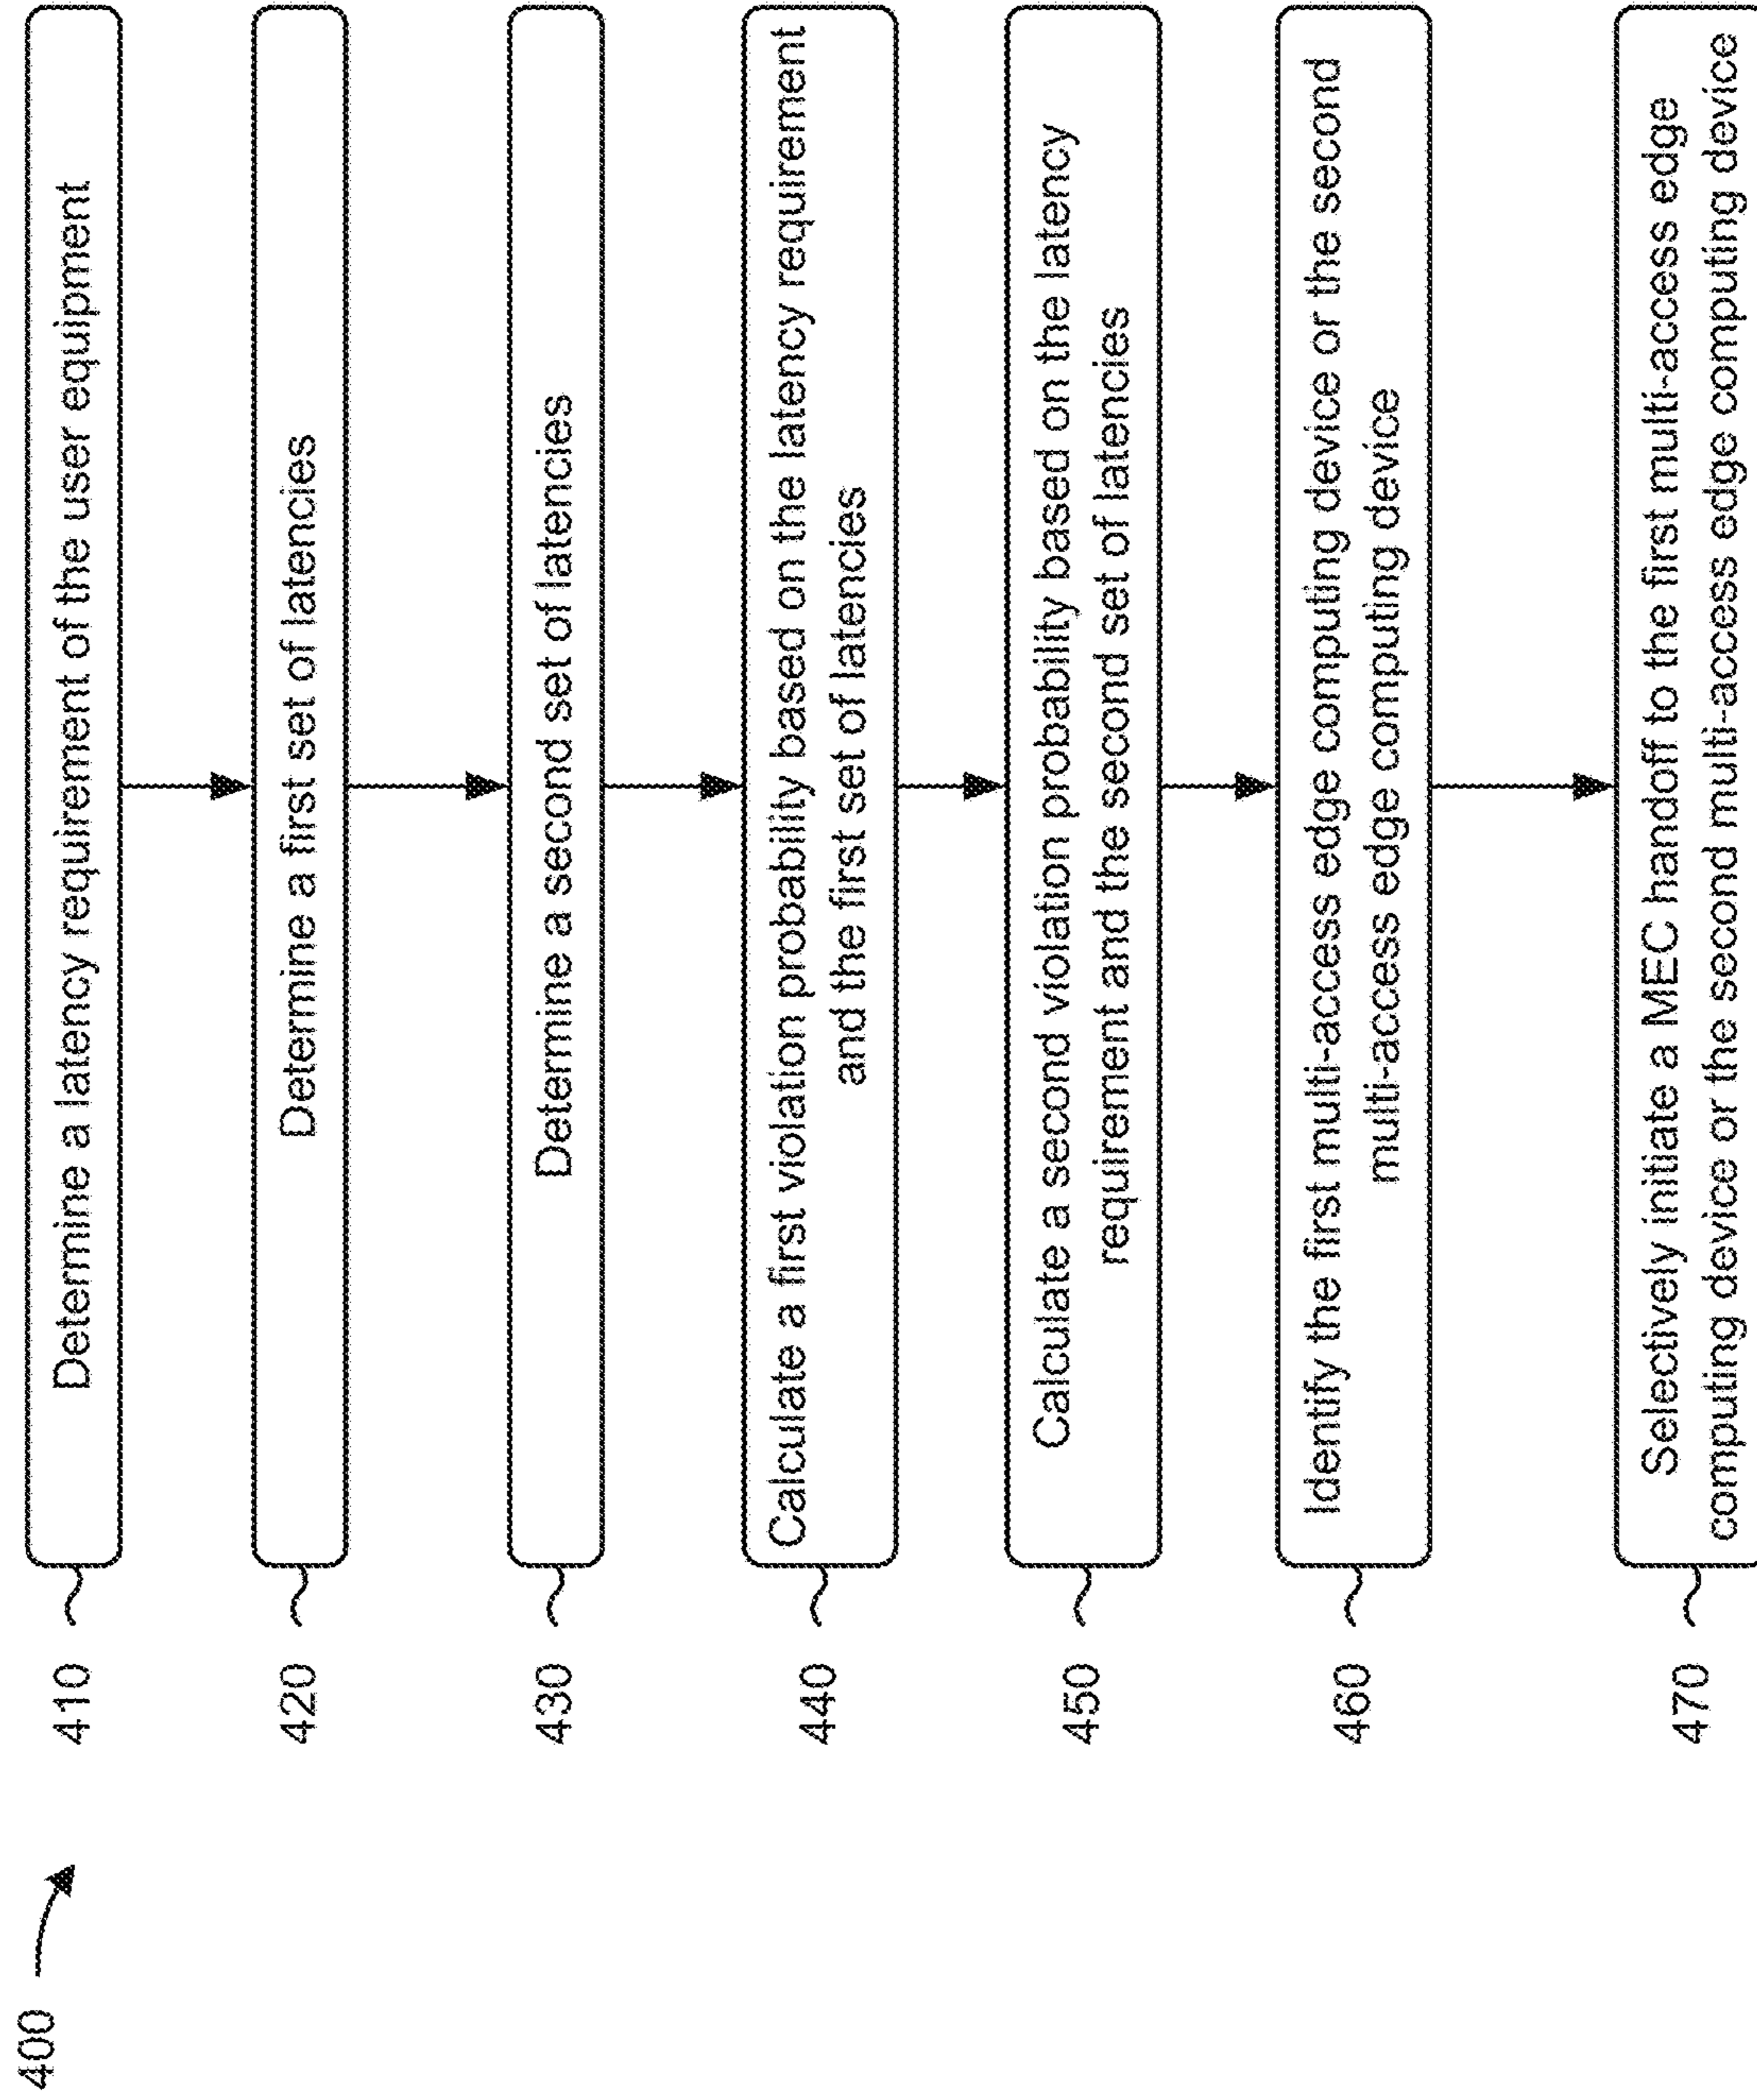 400
410
Determine a latency requirement of the user equipment
420
Determine a first set of latencies
430
Determine a second set of latencies
440
Calculate a first violation probability based on the latency requirement
and the first set of latencies
450
Calculate a second violation probability based on the latency
requirement and the second set of latencies
460
Identify the first multi-access edge computing device or the second
multi-access edge computing device
470
Selectively initiate a MEC handoff to the first multi-access edge
computing device or the second multi-access edge computing device